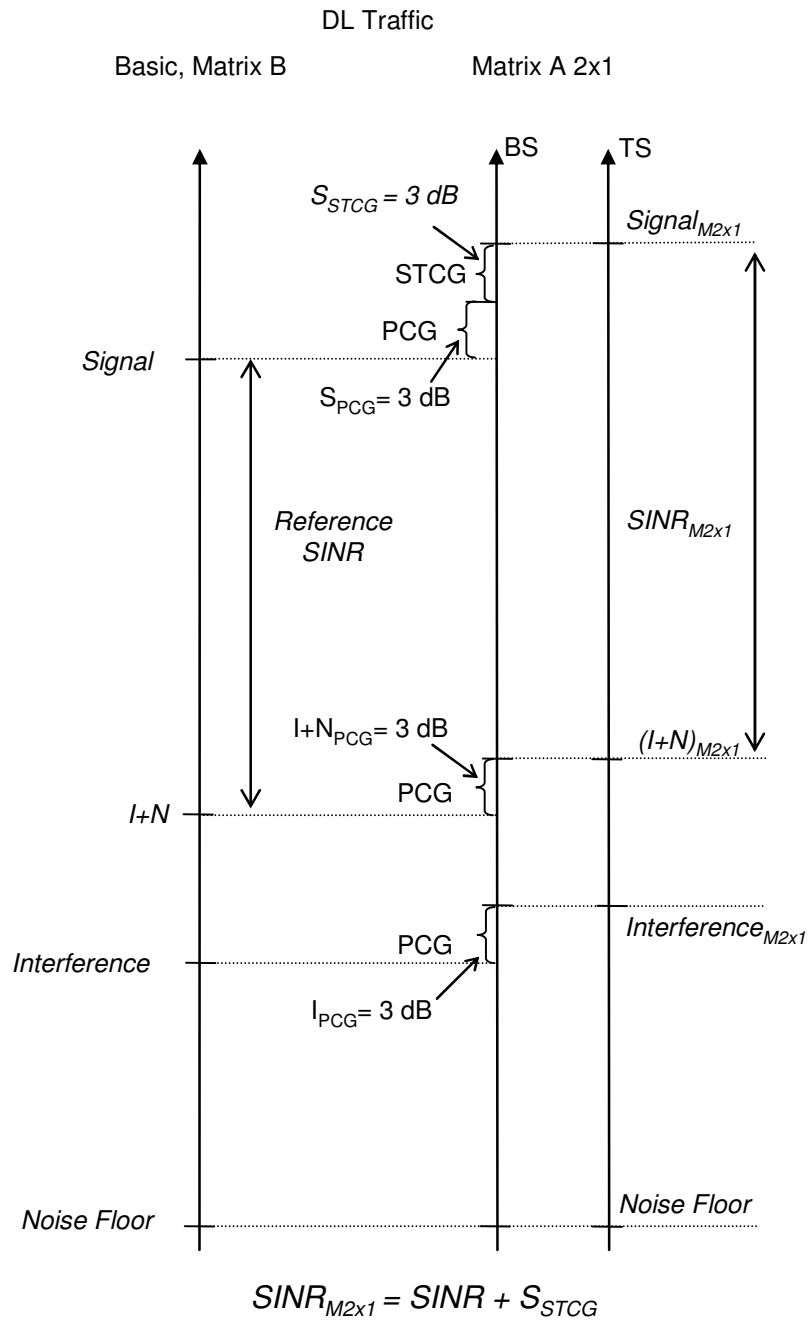 DL Traffic
Basic, Matrix B
Matrix A 2x1
BS
TS
S_STCG = 3 dB
Signal_M2x1
STCG
PCG
Signal
S_PCG= 3 dB
Reference
SINR
SINR_M2x1
I+N_PCG= 3 dB
(I+N)_M2x1
PCG
I+N
Interference_M2x1
PCG
Interference
I_PCG= 3 dB
Noise Floor
Noise Floor
SINR_M2x1 = SINR + S_STCG